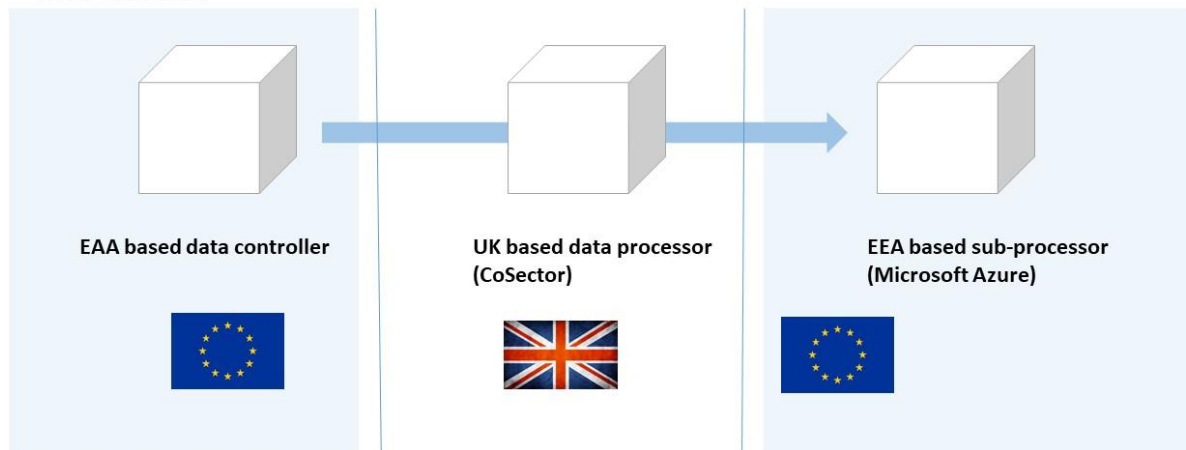 EAA based data controller
UK based data processor
(CoSector)
EEA based sub-processor
(Microsoft Azure)